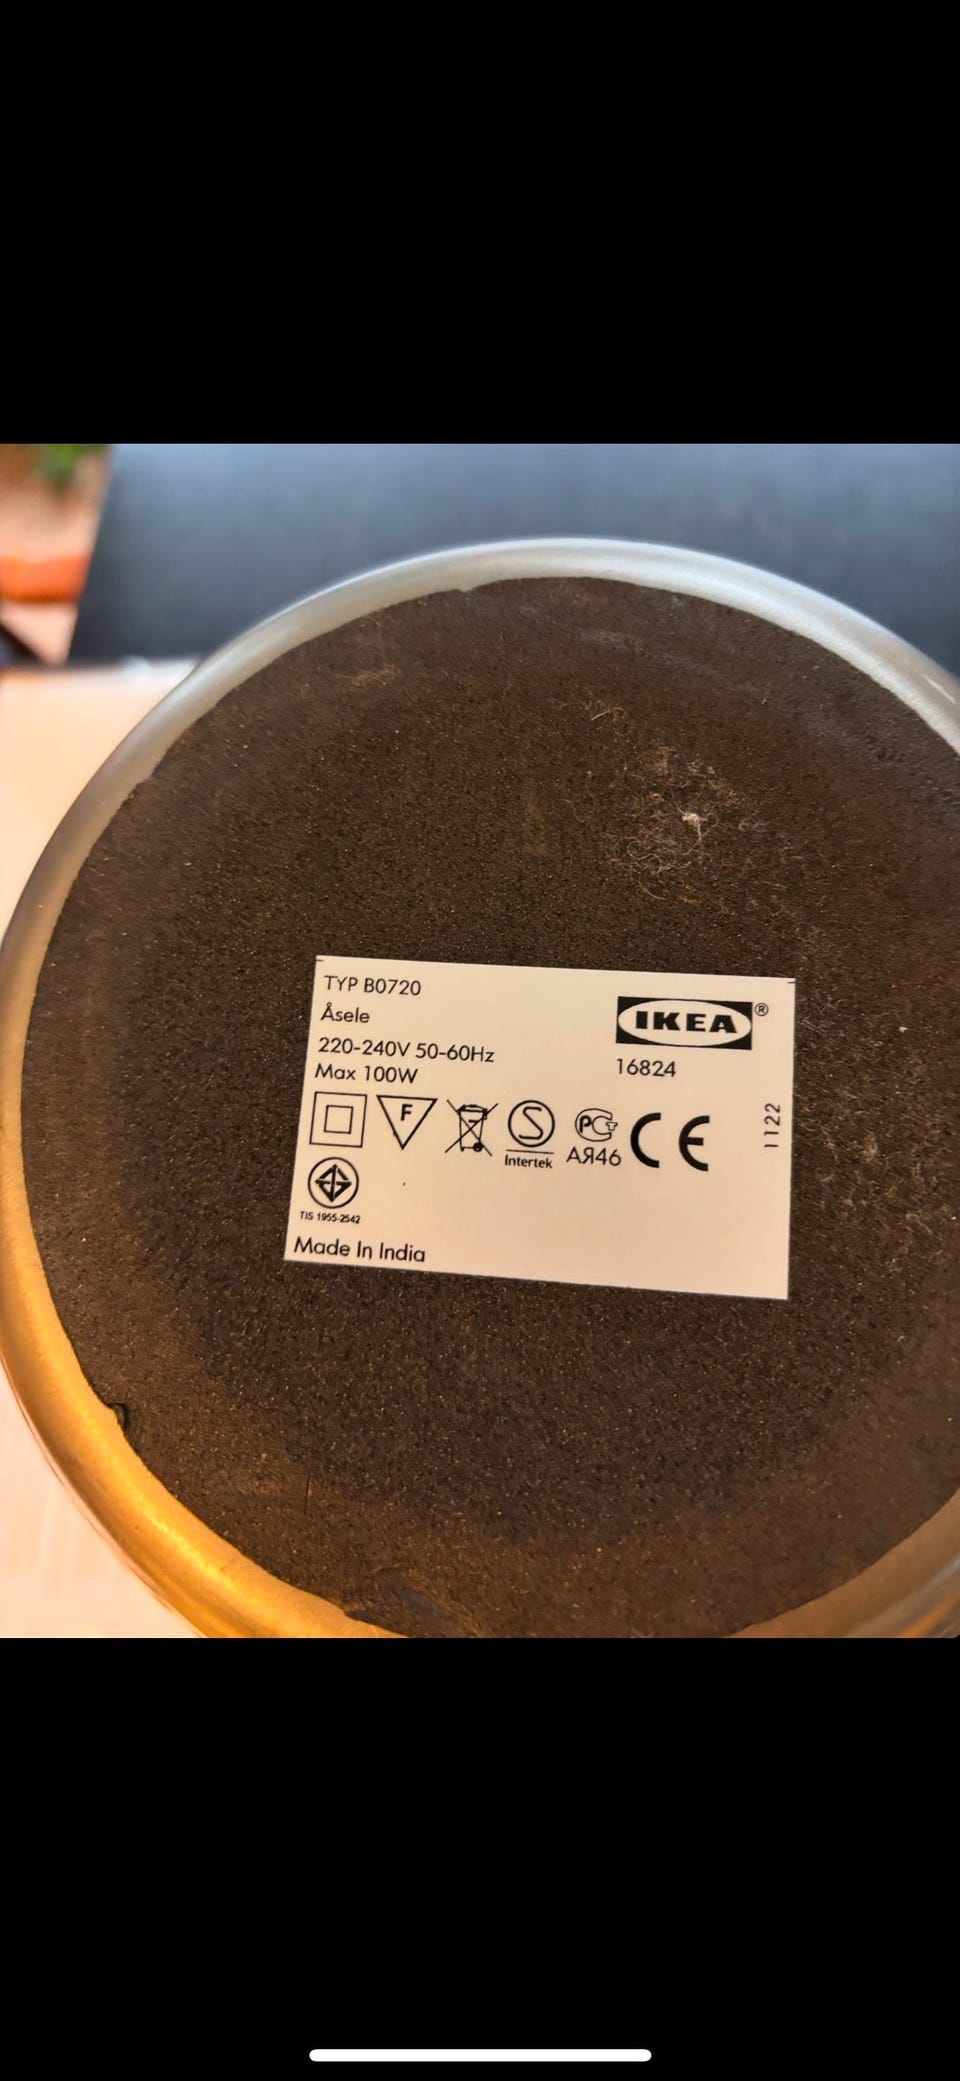 TYP B0720
Åsele
220-240V 50-60Hz
Max 100W
IKEA®
16824
F
S
Intertek
РСТ
АЯ46
CE
1122
TIS 1955-2542
Made In India